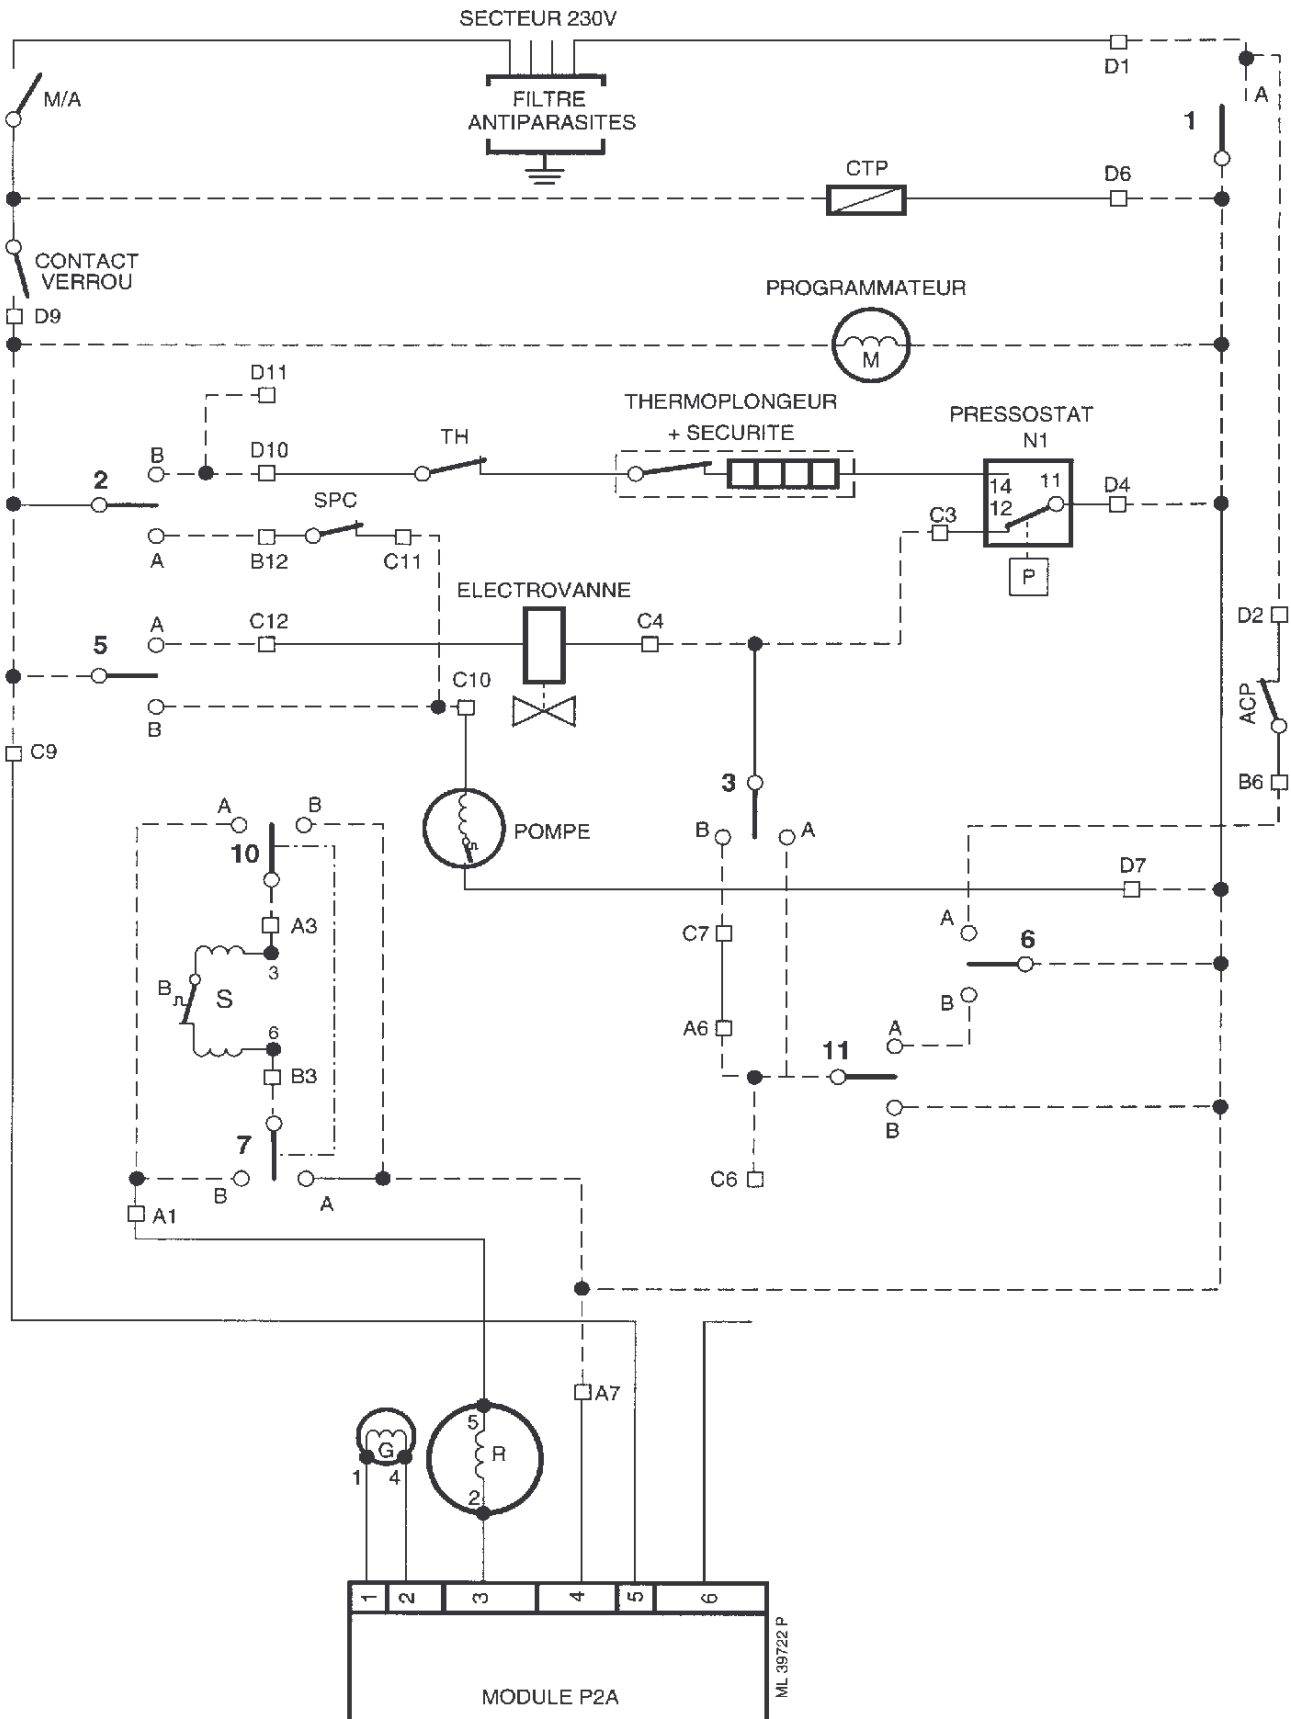 SECTEUR 230V
D1
M/A
FILTRE
ANTIPARASITES
A
1
CTP
D6
CONTACT
VERROU
D9
PROGRAMMATEUR
M
D11
THERMOPLONGEUR
+ SECURITE
PRESSOSTAT
N1
B
D10
TH
14
11
2
SPC
12
D4
C3
A
B12
C11
P
ELECTROVANNE
A
C12
C4
D2
5
C10
B
ACP
C9
3
B6
A
B
POMPE
B
A
10
D7
A3
C7
A
6
3
B
S
B
6
A6
A
11
B3
7
B
C6
B
A
A1
A7
5
G
R
1
4
2
1
2
3
4
5
6
MODULE P2A
ML 39722 P